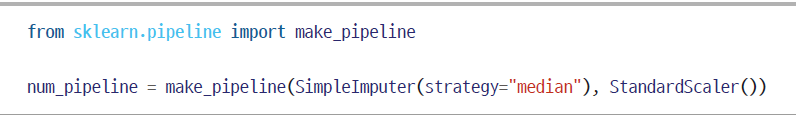 from sklearn.pipeline import make_pipeline
num_pipeline = make_pipeline(SimpleImputer(strategy="median"), StandardScaler())